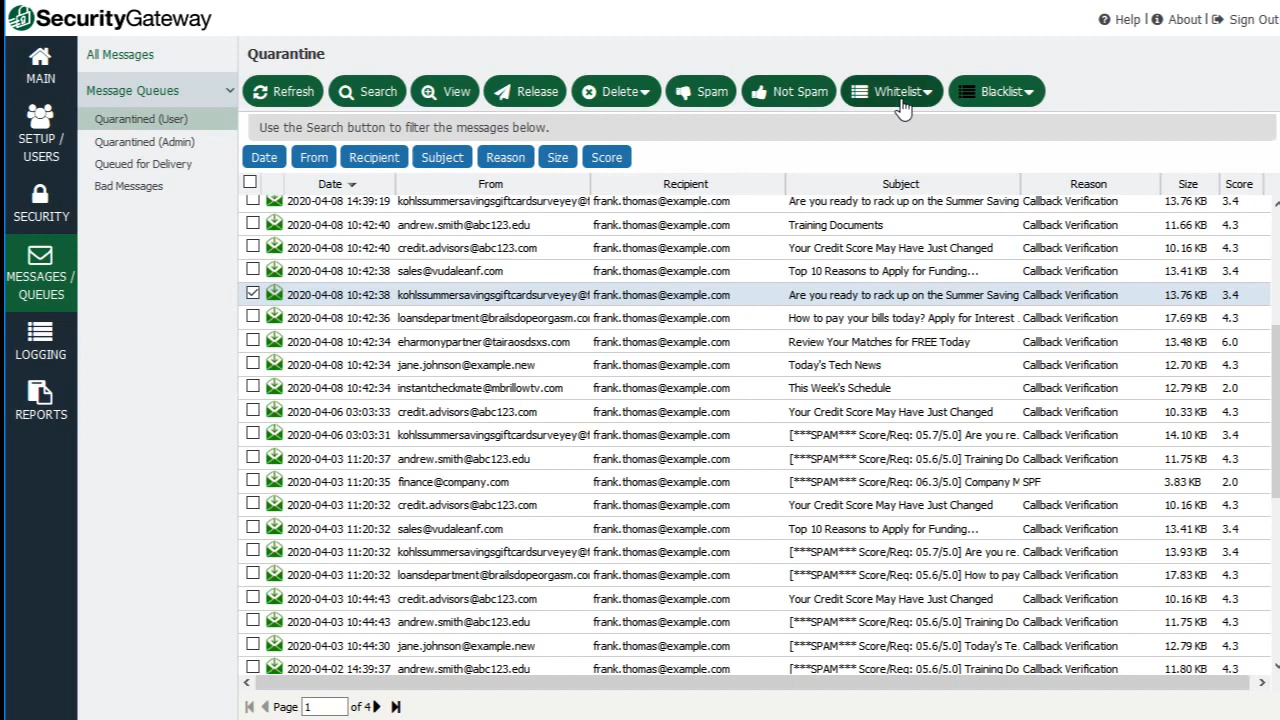 SecurityGateway
Help | About | Sign Out
MAIN
SETUP /
USERS
SECURITY
MESSAGES /
QUEUES
LOGGING
REPORTS
All Messages
Message Queues
Quarantined (User)
Quarantined (Admin)
Queued for Delivery
Bad Messages
Quarantine
Refresh Search View Release Delete Spam Not Spam Whitelist Blacklist
Use the Search button to filter the messages below.
Date From Recipient Subject Reason Size Score
Date From Recipient Subject Reason Size Score
2020-04-08 14:39:19 kohlssummersavingsgiftcardsurveyey@f frank.thomas@example.com Are you ready to rack up on the Summer Saving Callback Verification 13.76 KB 3.4
2020-04-08 10:42:40 andrew.smith@abc123.edu frank.thomas@example.com Training Documents Callback Verification 11.66 KB 4.3
2020-04-08 10:42:40 credit.advisors@abc123.com frank.thomas@example.com Your Credit Score May Have Just Changed Callback Verification 10.16 KB 4.3
2020-04-08 10:42:38 sales@vudaleanf.com frank.thomas@example.com Top 10 Reasons to Apply for Funding... Callback Verification 13.41 KB 3.4
2020-04-08 10:42:38 kohlssummersavingsgiftcardsurveyey@f frank.thomas@example.com Are you ready to rack up on the Summer Saving Callback Verification 13.76 KB 3.4
2020-04-08 10:42:36 loansdepartment@brailsdopeorgasm.co frank.thomas@example.com How to pay your bills today? Apply for Interest . Callback Verification 17.69 KB 4.3
2020-04-08 10:42:34 eharmonypartner@tairaosdsxs.com frank.thomas@example.com Review Your Matches for FREE Today Callback Verification 13.48 KB 6.0
2020-04-08 10:42:34 jane.johnson@example.new frank.thomas@example.com Today's Tech News Callback Verification 12.70 KB 4.3
2020-04-08 10:42:34 instantcheckmate@mbrillowtv.com frank.thomas@example.com This Week's Schedule Callback Verification 12.79 KB 2.0
2020-04-06 03:03:33 credit.advisors@abc123.com frank.thomas@example.com Your Credit Score May Have Just Changed Callback Verification 10.33 KB 4.3
2020-04-06 03:03:31 kohlssummersavingsgiftcardsurveyey@f frank.thomas@example.com [***SPAM*** Score/Req: 05.7/5.0] Are you re. Callback Verification 14.10 KB 3.4
2020-04-03 11:20:37 andrew.smith@abc123.edu frank.thomas@example.com [***SPAM*** Score/Req: 05.6/5.0] Training Do Callback Verification 11.75 KB 4.3
2020-04-03 11:20:35 finance@company.com frank.thomas@example.com [***SPAM*** Score/Req: 06.3/5.0] Company M SPF 3.83 KB 2.0
2020-04-03 11:20:32 credit.advisors@abc123.com frank.thomas@example.com Your Credit Score May Have Just Changed Callback Verification 10.16 KB 4.3
2020-04-03 11:20:32 sales@vudaleanf.com frank.thomas@example.com Top 10 Reasons to Apply for Funding... Callback Verification 13.41 KB 3.4
2020-04-03 11:20:32 kohlssummersavingsgiftcardsurveyey@f frank.thomas@example.com [***SPAM*** Score/Req: 05.7/5.0] Are you re. Callback Verification 13.93 KB 3.4
2020-04-03 11:20:32 loansdepartment@brailsdopeorgasm.co frank.thomas@example.com [***SPAM*** Score/Req: 05.6/5.0] How to pay Callback Verification 17.83 KB 4.3
2020-04-03 10:44:43 credit.advisors@abc123.com frank.thomas@example.com Your Credit Score May Have Just Changed Callback Verification 10.16 KB 4.3
2020-04-03 10:44:43 andrew.smith@abc123.edu frank.thomas@example.com [***SPAM*** Score/Req: 05.6/5.0] Training Do Callback Verification 11.75 KB 4.3
2020-04-03 10:44:30 jane.johnson@example.new frank.thomas@example.com [***SPAM*** Score/Req: 05.6/5.0] Today's Te. Callback Verification 12.79 KB 4.3
2020-04-02 14:39:37 andrew.smith@abc123.edu frank.thomas@example.com [***SPAM*** Score/Req: 05.6/5.0] Training Do Callback Verification 11.80 KB 4.3
Page 1 of 4